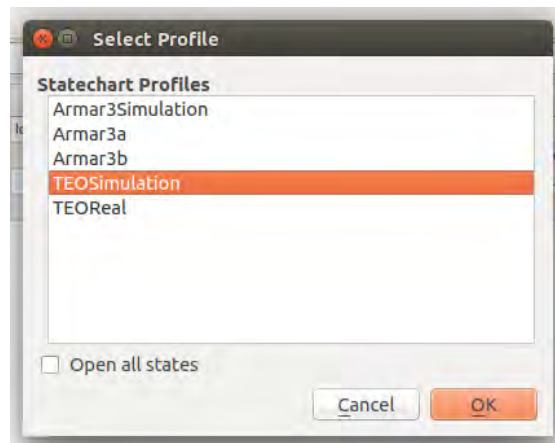 Select Profile
Statechart Profiles
Armar3Simulation
Armar3a
Armar3b
TEOSimulation
TEOReal
Open all states
Cancel OK